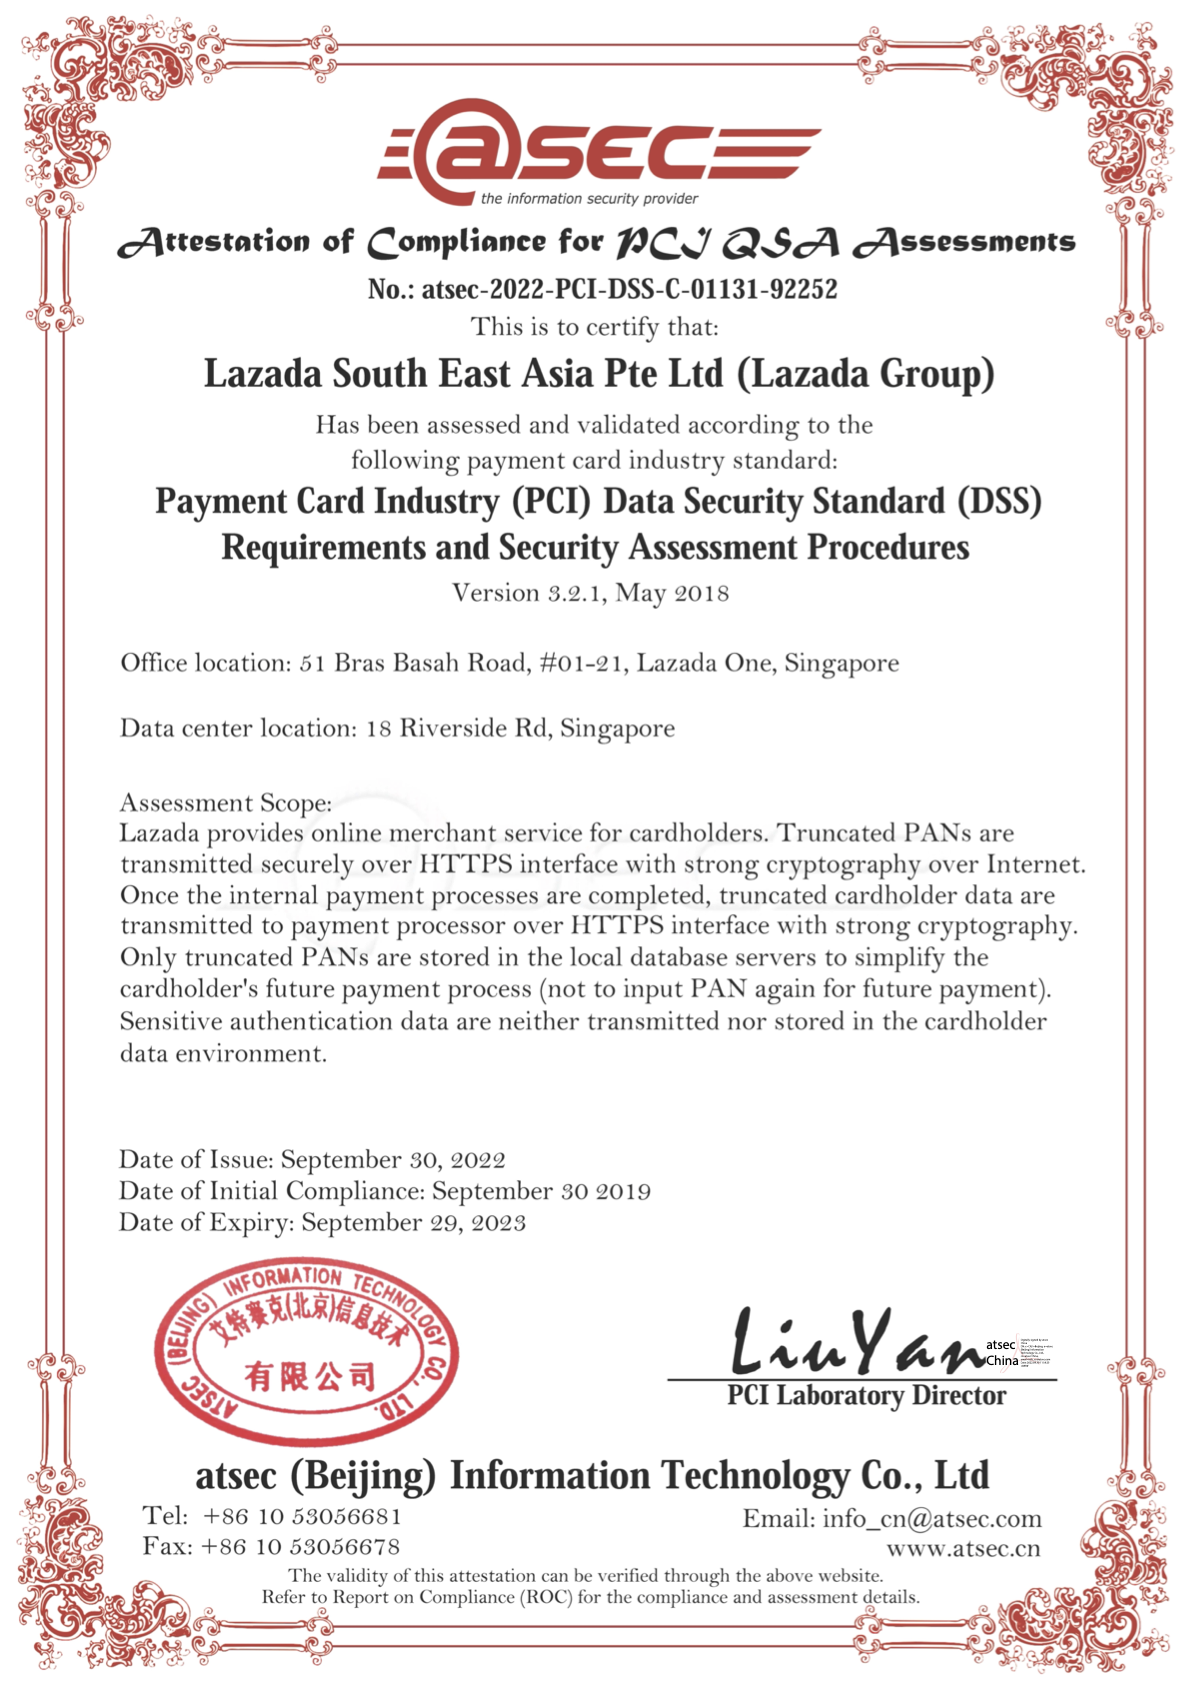 @sec
the information security provider
Attestation of Compliance for PCI QSA Assessments
No.: atsec-2022-PCI-DSS-C-01131-92252
This is to certify that:
Lazada South East Asia Pte Ltd (Lazada Group)
Has been assessed and validated according to the
following payment card industry standard:
Payment Card Industry (PCI) Data Security Standard (DSS)
Requirements and Security Assessment Procedures
Version 3.2.1, May 2018
Office location: 51 Bras Basah Road, #01-21, Lazada One, Singapore
Data center location: 18 Riverside Rd, Singapore
Assessment Scope:
Lazada provides online merchant service for cardholders. Truncated PANs are
transmitted securely over HTTPS interface with strong cryptography over Internet.
Once the internal payment processes are completed, truncated cardholder data are
transmitted to payment processor over HTTPS interface with strong cryptography.
Only truncated PANs are stored in the local database servers to simplify the
cardholder's future payment process (not to input PAN again for future payment).
Sensitive authentication data are neither transmitted nor stored in the cardholder
data environment.
Date of Issue: September 30, 2022
Date of Initial Compliance: September 30 2019
Date of Expiry: September 29, 2023
ATSEC (BEIJING) INFORMATION TECHNOLOGY CO., LTD.
艾特赛克(北京)信息技术
有限公司
LiuYan
atsec
China
PCI Laboratory Director
atsec (Beijing) Information Technology Co., Ltd
Tel: +86 10 53056681
Email: info_cn@atsec.com
Fax: +86 10 53056678
www.atsec.cn
The validity of this attestation can be verified through the above website.
Refer to Report on Compliance (ROC) for the compliance and assessment details.